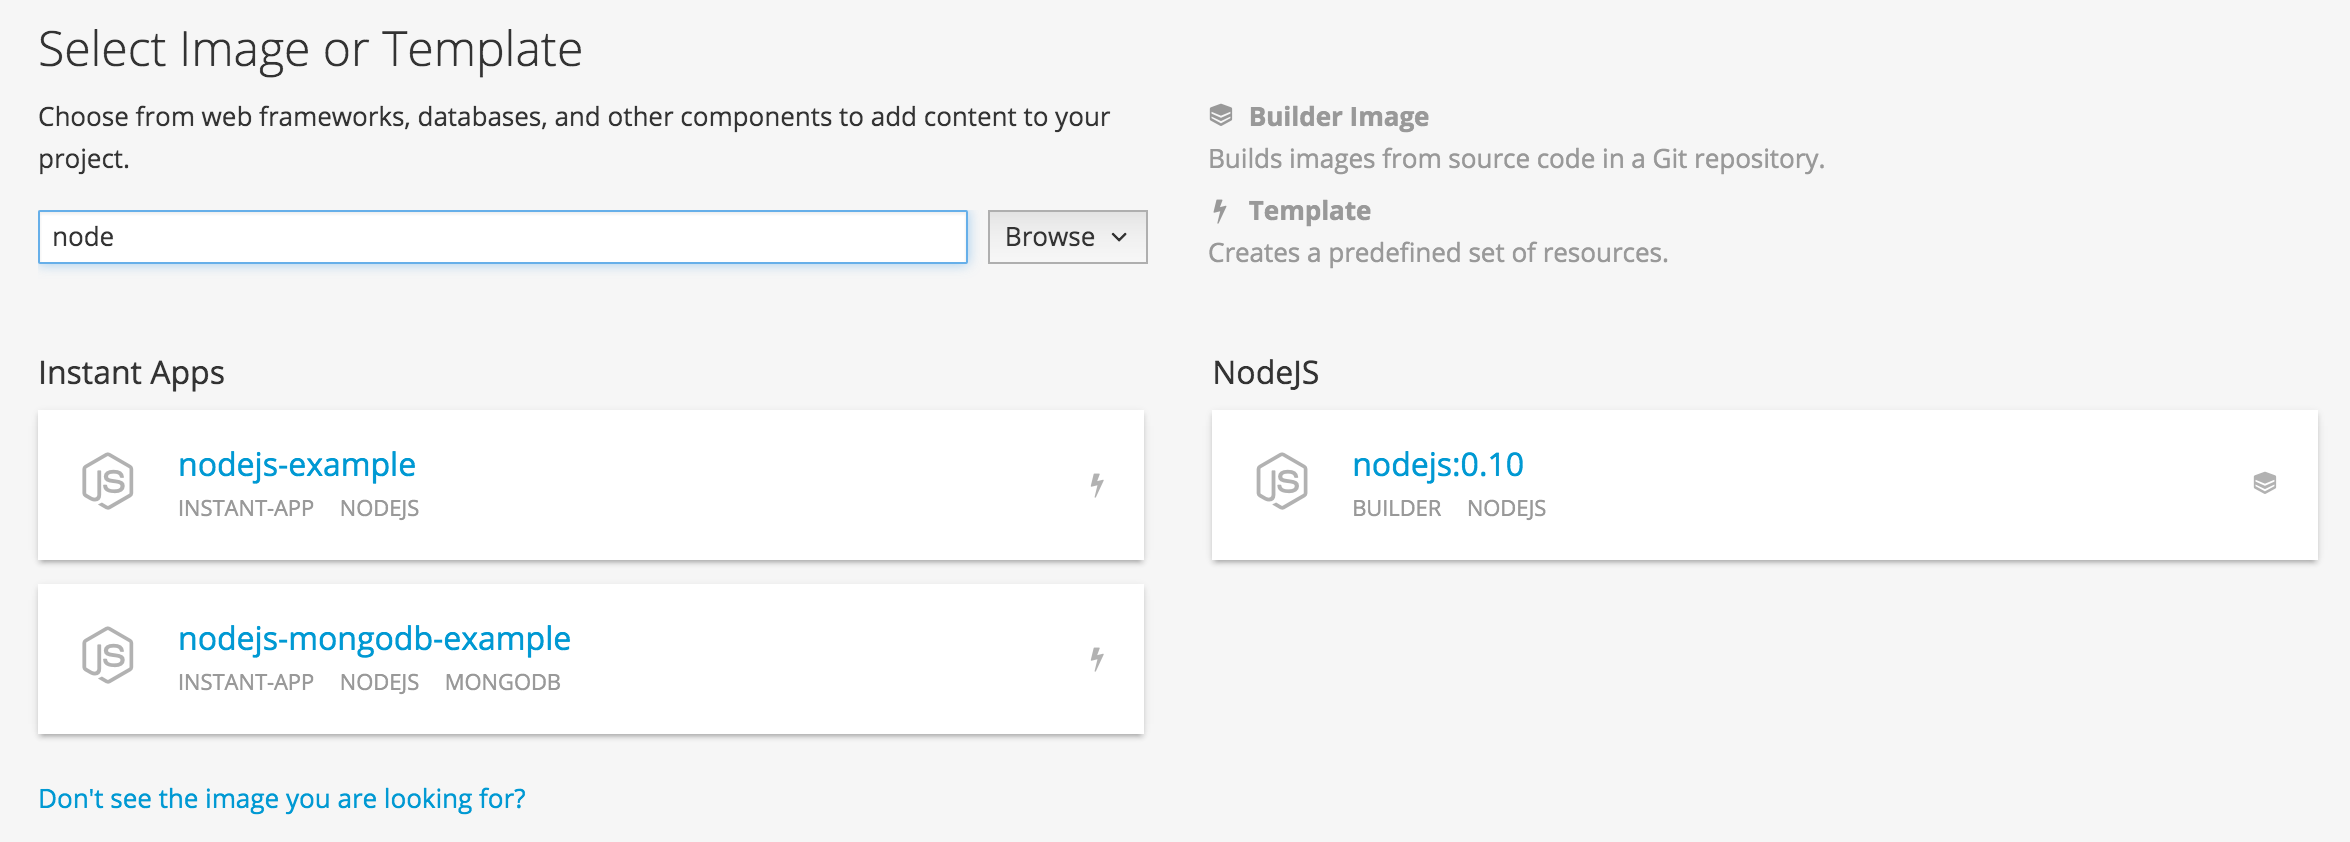 Select Image or Template
Choose from web frameworks, databases, and other components to add content to your
project.
node
Browse
Builder Image
Builds images from source code in a Git repository.
Template
Creates a predefined set of resources.
Instant Apps
JS
nodejs-example
INSTANT-APP NODEJS
JS
nodejs-mongodb-example
INSTANT-APP NODEJS MONGODB
NodeJS
JS
nodejs:0.10
BUILDER NODEJS
Don't see the image you are looking for?